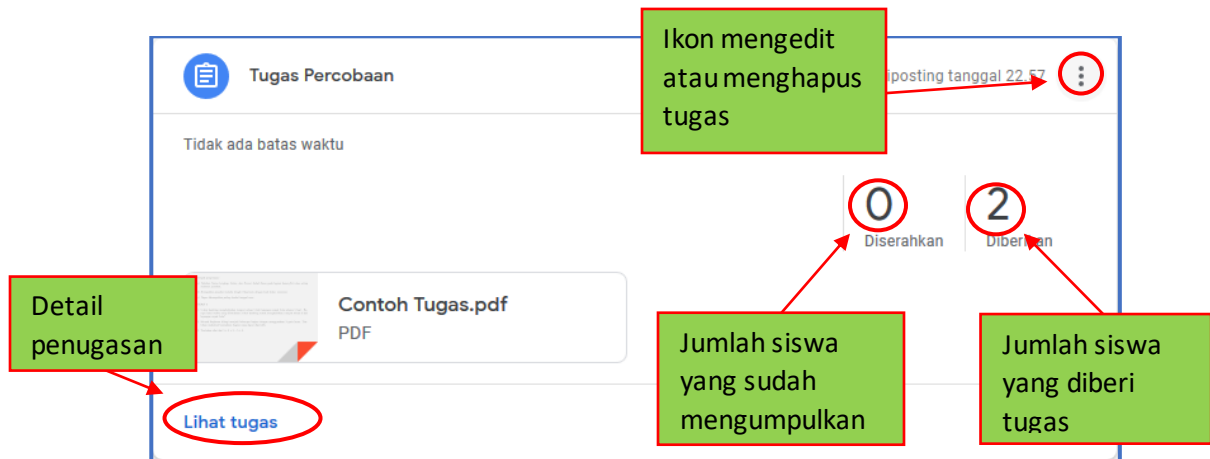 Ikon mengedit
atau menghapus
tugas
Tugas Percobaan
iposting tanggal 22.57
Tidak ada batas waktu
0
2
Diserahkan
Detail
penugasan
Contoh Tugas.pdf
PDF
Jumlah siswa
yang sudah
mengumpulkan
Jumlah siswa
yang diberi
tugas
Lihat tugas